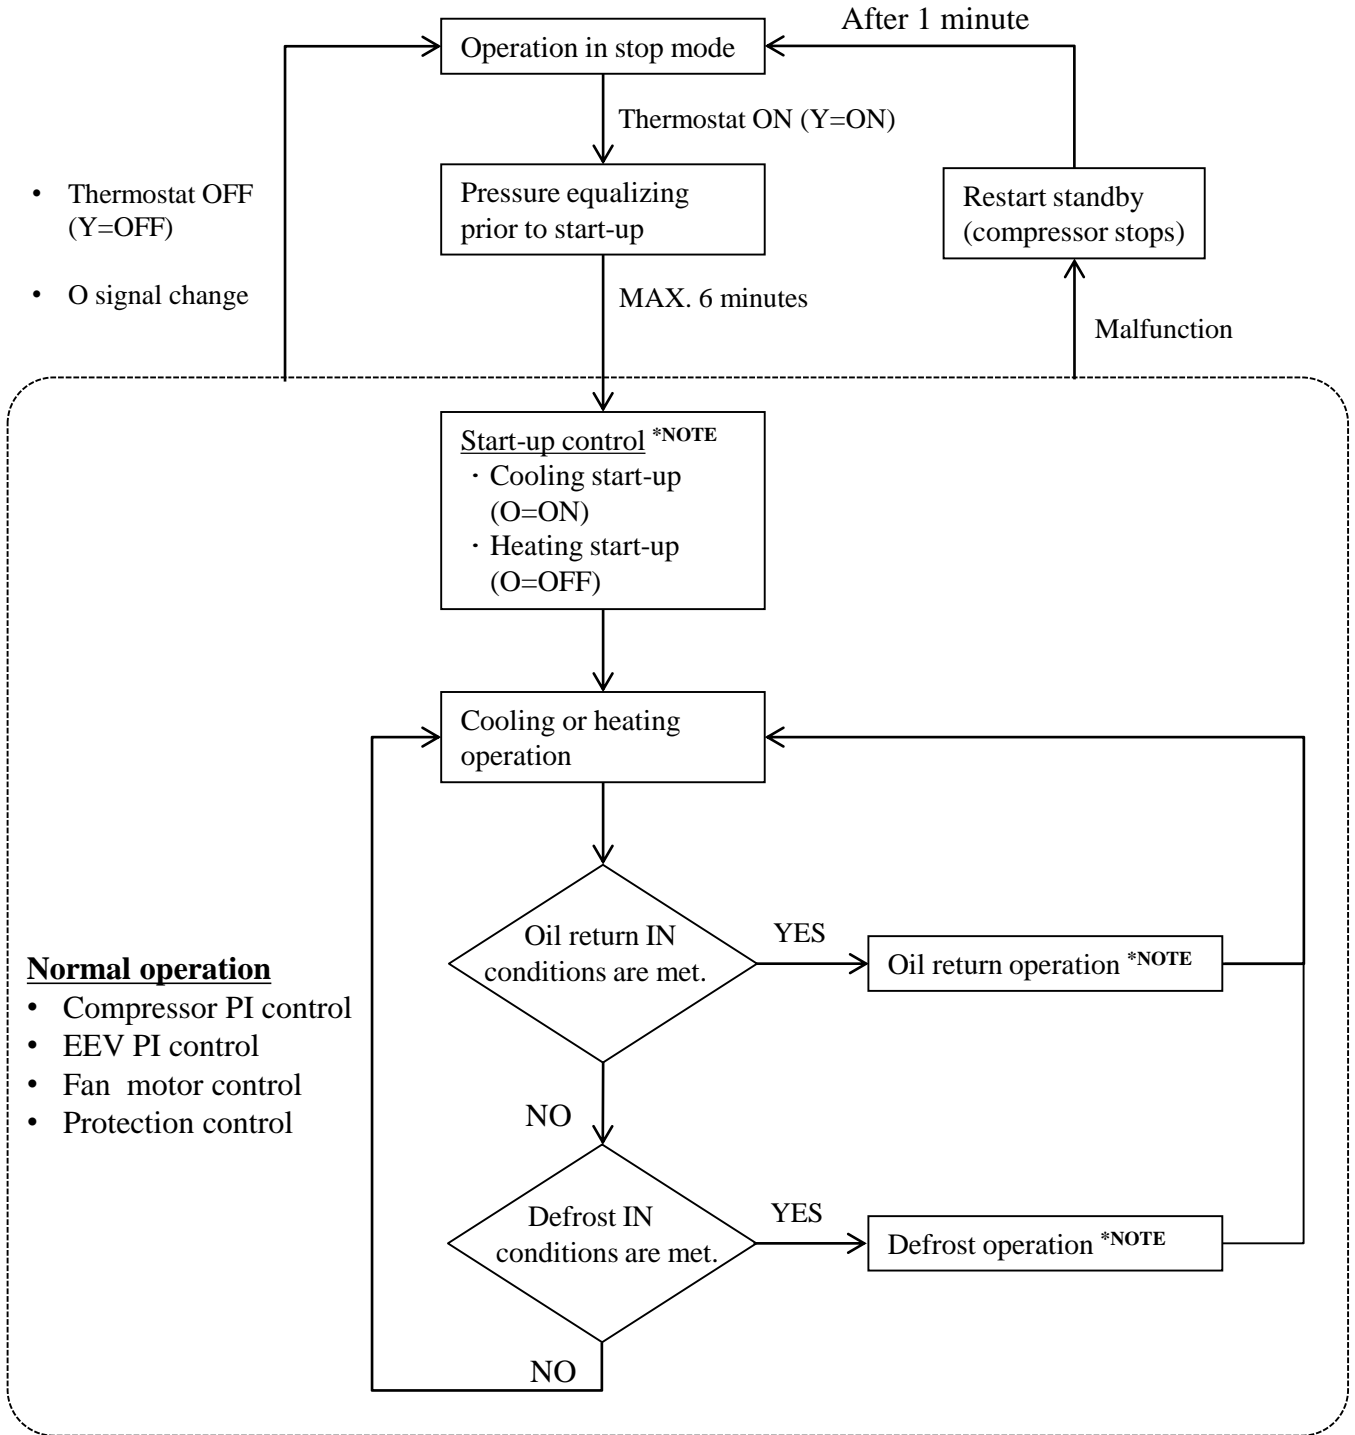 After 1 minute
Operation in stop mode
Thermostat ON (Y=ON)
• Thermostat OFF
(Y=OFF)
• O signal change
Pressure equalizing
prior to start-up
Restart standby
(compressor stops)
MAX. 6 minutes
Malfunction
Start-up control *NOTE
・Cooling start-up
(O=ON)
・Heating start-up
(O=OFF)
Cooling or heating
operation
Oil return IN
conditions are met.
YES
Oil return operation *NOTE
Normal operation
• Compressor PI control
• EEV PI control
• Fan motor control
• Protection control
NO
Defrost IN
conditions are met.
YES
Defrost operation *NOTE
NO